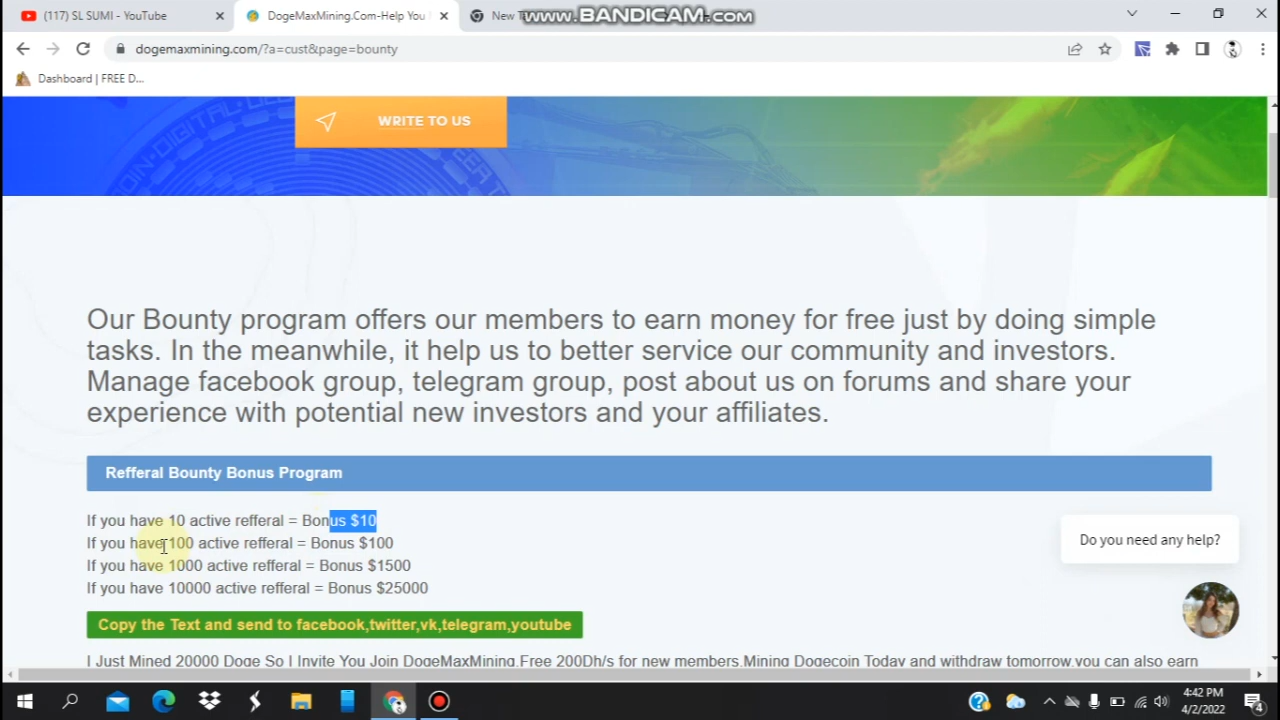 (117) SL SUMI - YouTube
DogeMaxMining.Com-Help You
New T
www.BANDICAM.com
dogemaxmining.com/?a=cust&page=bounty
Dashboard | FREE D...
WRITE TO US
Our Bounty program offers our members to earn money for free just by doing simple
tasks. In the meanwhile, it help us to better service our community and investors.
Manage facebook group, telegram group, post about us on forums and share your
experience with potential new investors and your affiliates.
Refferal Bounty Bonus Program
If you have 10 active refferal = Bonus $10
If you have 100 active refferal = Bonus $100
If you have 1000 active refferal = Bonus $1500
If you have 10000 active refferal = Bonus $25000
Do you need any help?
Copy the Text and send to facebook,twitter,vk,telegram,youtube
I Just Mined 20000 Doge So I Invite You Join DogeMaxMining.Free 200Dh/s for new members.Mining Dogecoin Today and withdraw tomorrow.you can also earn
4:42 PM
4/2/2022
4